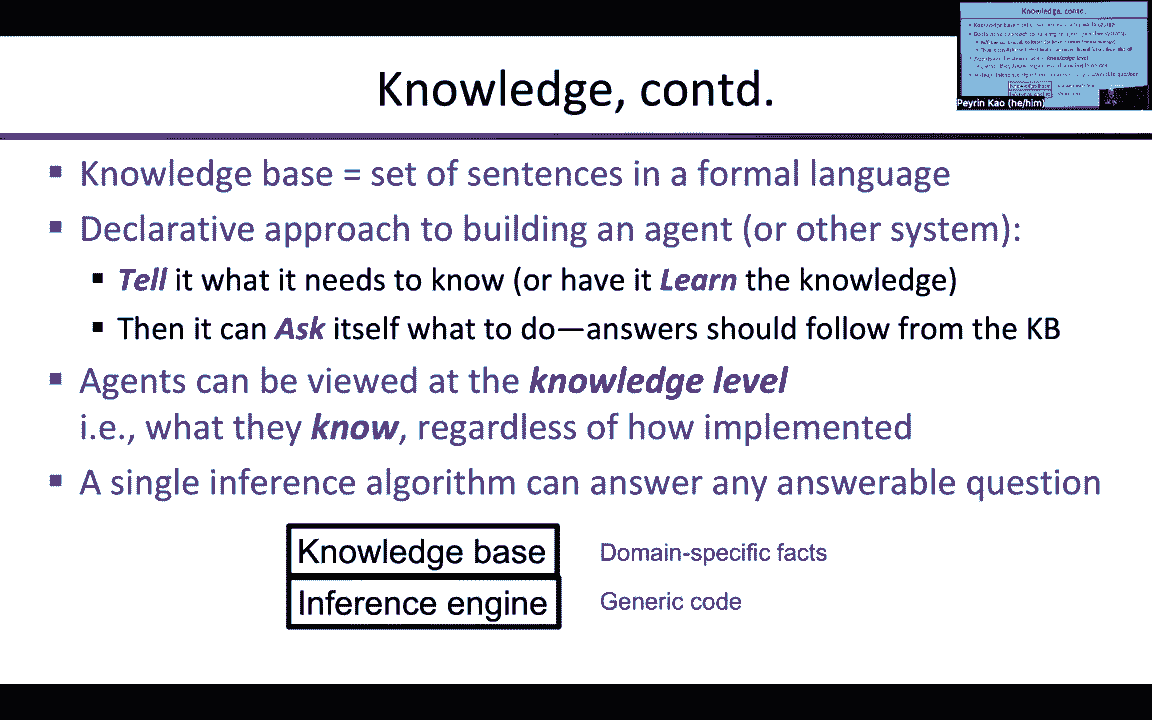 Knowledge, contd.
Peyrin Kao (he/him)
▪ Knowledge base = set of sentences in a formal language
▪ Declarative approach to building an agent (or other system):
▪ Tell it what it needs to know (or have it Learn the knowledge)
▪ Then it can Ask itself what to do—answers should follow from the KB
▪ Agents can be viewed at the knowledge level
i.e., what they know, regardless of how implemented
▪ A single inference algorithm can answer any answerable question
Knowledge base Domain-specific facts
Inference engine Generic code